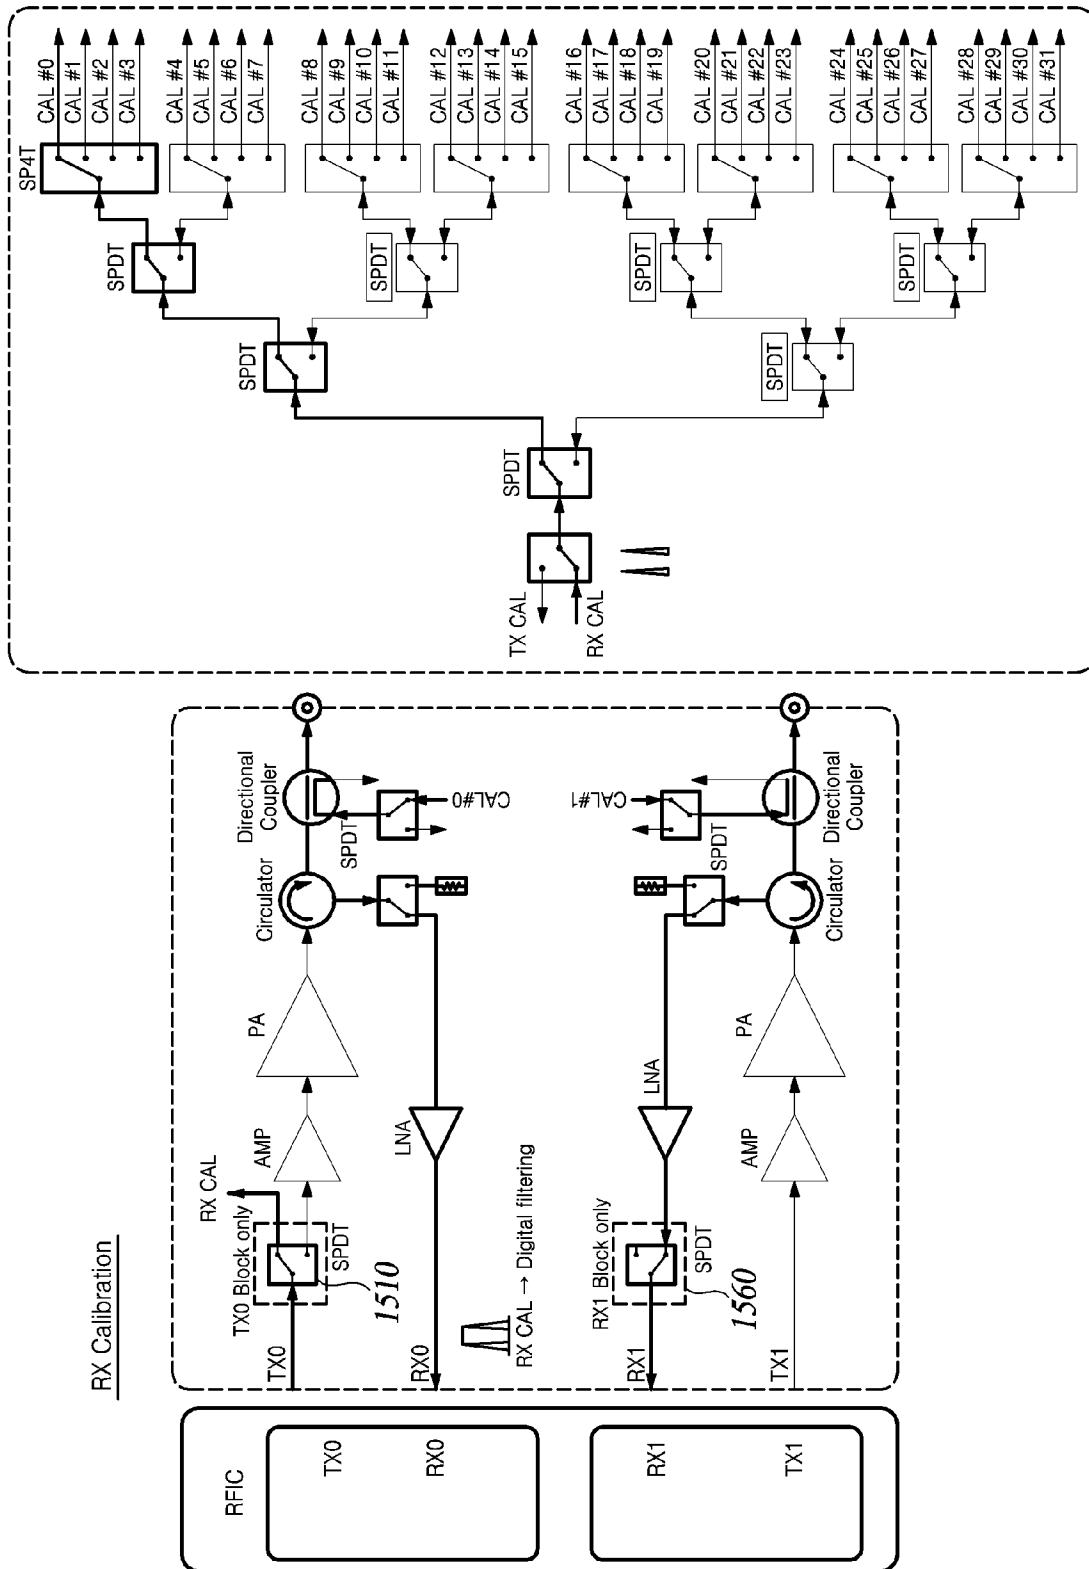 RX Calibration
RFIC
TX0
RX0
RX1
TX1
TX0
TX0 Block only
SPDT
1510
RX CAL
AMP
PA
Circulator
Directional
Coupler
SPDT
CAL#0
RX0
LNA
RX CAL → Digital filtering
RX1
RX1 Block only
SPDT
1560
LNA
CAL#1
SPDT
TX1
AMP
PA
Circulator
Directional
Coupler
TX CAL
RX CAL
SPDT
SPDT
SPDT
SPDT
SPDT
SPDT
SPDT
SP4T
CAL #0
CAL #1
CAL #2
CAL #3
CAL #4
CAL #5
CAL #6
CAL #7
CAL #8
CAL #9
CAL #10
CAL #11
CAL #12
CAL #13
CAL #14
CAL #15
CAL #16
CAL #17
CAL #18
CAL #19
CAL #20
CAL #21
CAL #22
CAL #23
CAL #24
CAL #25
CAL #26
CAL #27
CAL #28
CAL #29
CAL #30
CAL #31